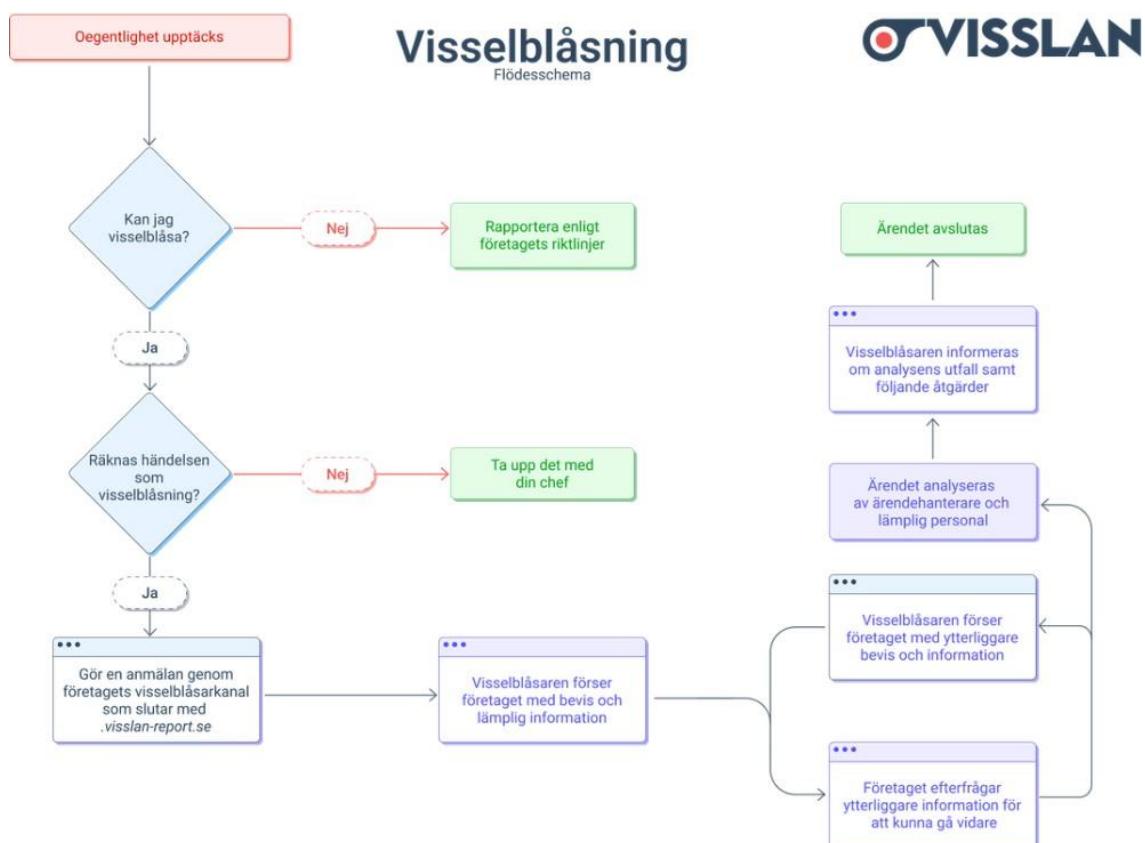 Oegentlighet upptäcks
Visselblåsning
Flödesschema
VISSLAN
Kan jag
visselblåsa?
Nej
Rapportera enligt
företagets riktlinjer
Ja
Räknas händelsen
som
visselblåsning?
Nej
Ta upp det med
din chef
Ja
Gör en anmälan genom
företagets visselblåsarkanal
som slutar med
.visslan-report.se
Visselblåsaren förser
företaget med bevis och
lämplig information
Företaget efterfrågar
ytterliggare information för
att kunna gå vidare
Visselblåsaren förser
företaget med ytterliggare
bevis och information
Ärendet analyseras
av ärendehanterare och
lämplig personal
Visselblåsaren informeras
om analysens utfall samt
följande åtgärder
Ärendet avslutas